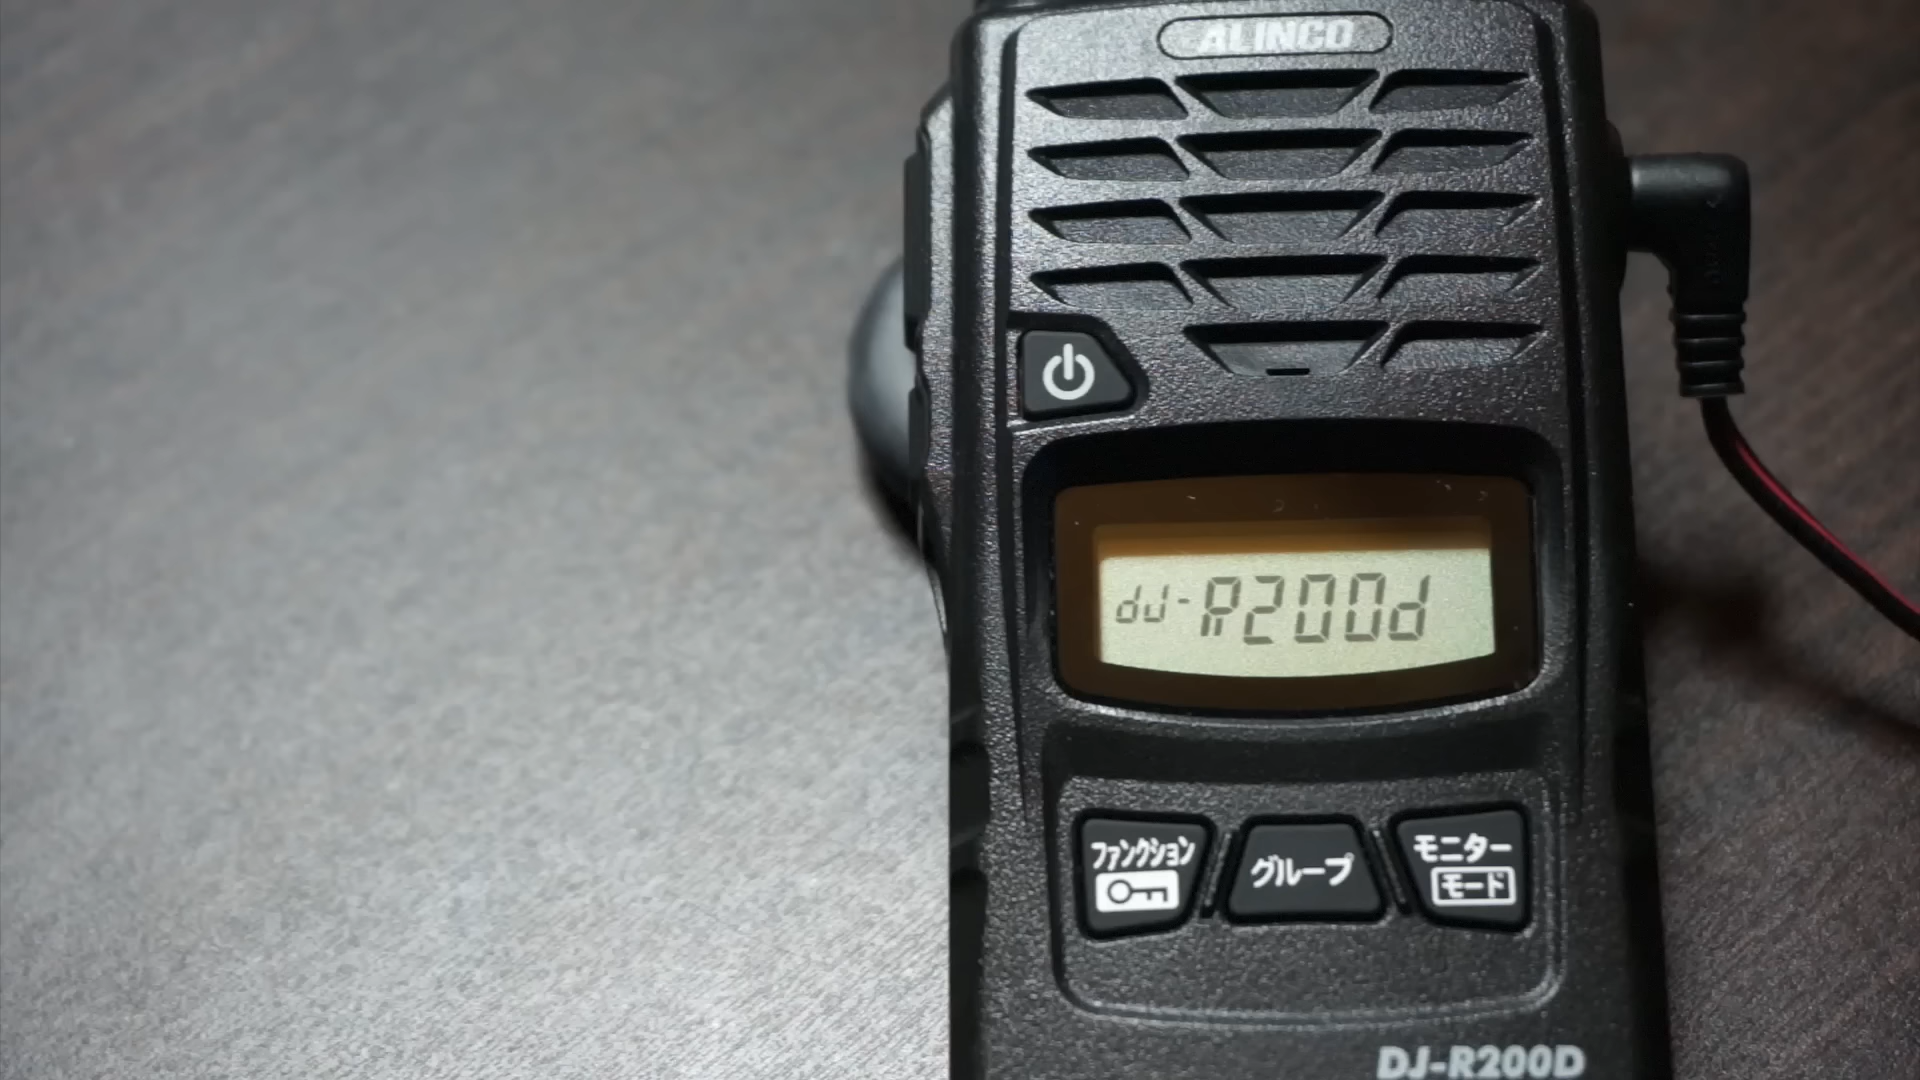 ALINCO
dJ-R200d
ファンクション
グループ
モニター
モード
DJ-R200D